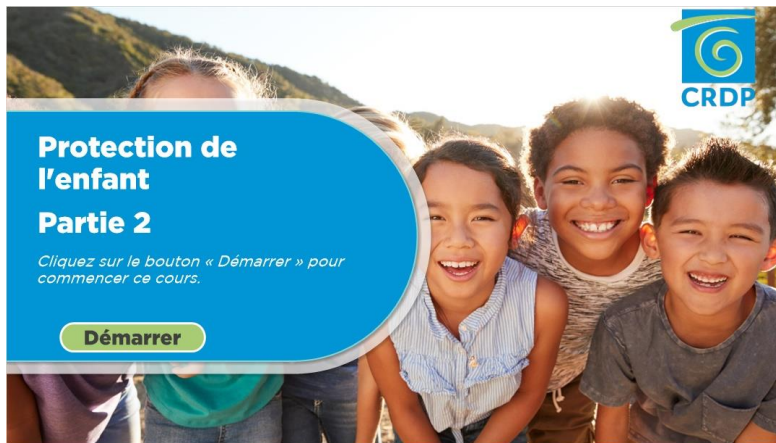 CRDP
Protection de
l'enfant
Partie 2
Cliquez sur le bouton « Démarrer » pour
commencer ce cours.
Démarrer